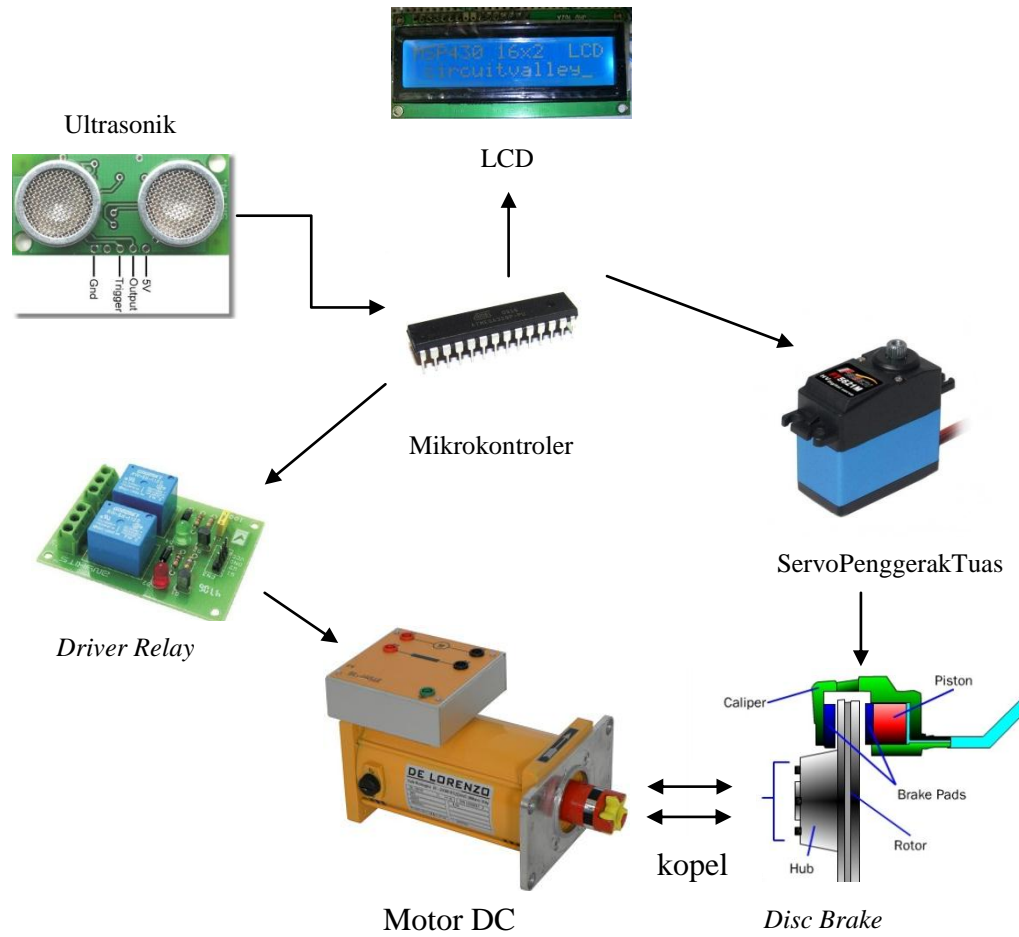 MSP430 16x2 LCD
circuitvalley_
Ultrasonik
LCD
5V
Output
Trigger
Gnd
Mikrokontroler
ServoPenggerakTuas
Driver Relay
Piston
Caliper
DE LORENZO
Brake Pads
Rotor
kopel
Hub
Motor DC
Disc Brake